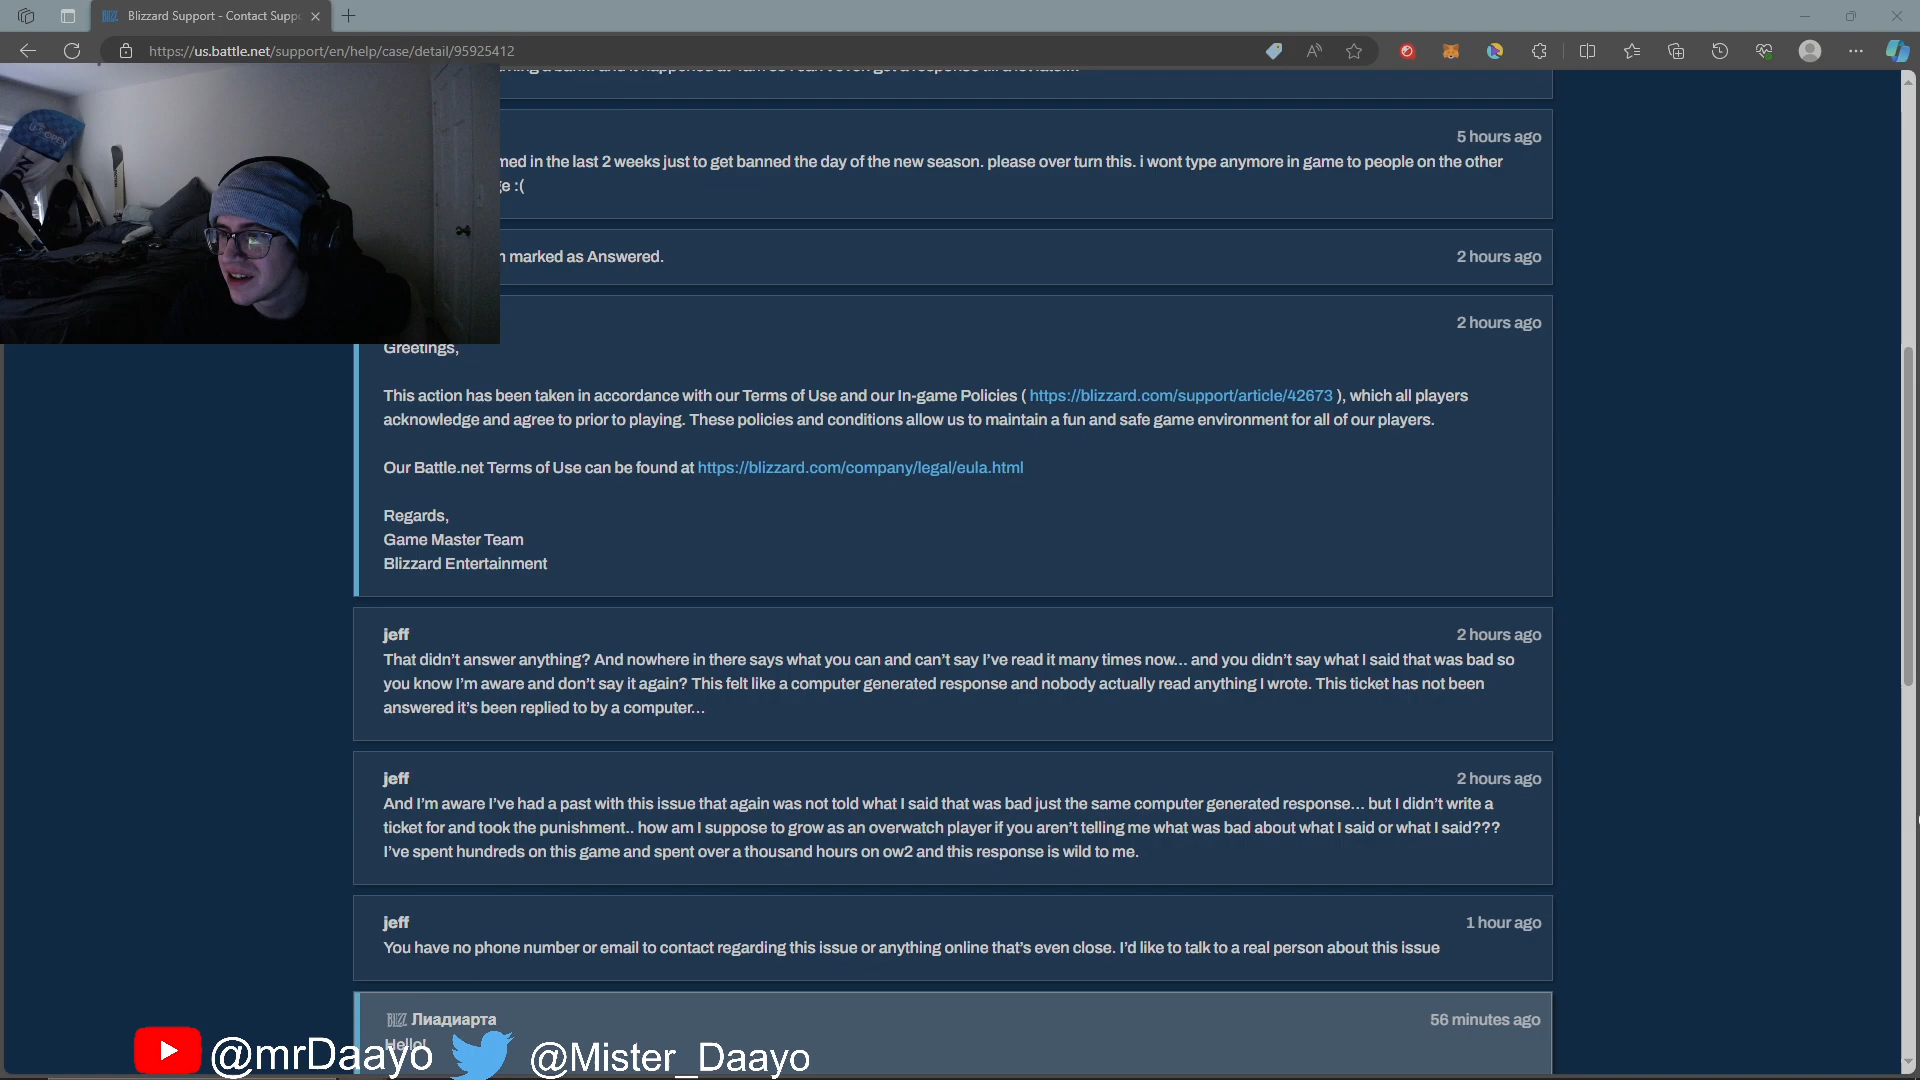 Blizzard Support - Contact Supp
https://us.battle.net/support/en/help/case/detail/95925412
5 hours ago
med in the last 2 weeks just to get banned the day of the new season. please over turn this. i wont type anymore in game to people on the other
ge :(
marked as Answered.
2 hours ago
2 hours ago
Greetings,
This action has been taken in accordance with our Terms of Use and our In-game Policies ( https://blizzard.com/support/article/42673 ), which all players
acknowledge and agree to prior to playing. These policies and conditions allow us to maintain a fun and safe game environment for all of our players.
Our Battle.net Terms of Use can be found at https://blizzard.com/company/legal/eula.html
Regards,
Game Master Team
Blizzard Entertainment
jeff
2 hours ago
That didn’t answer anything? And nowhere in there says what you can and can’t say I’ve read it many times now... and you didn’t say what I said that was bad so
you know I’m aware and don’t say it again? This felt like a computer generated response and nobody actually read anything I wrote. This ticket has not been
answered it’s been replied to by a computer...
jeff
2 hours ago
And I’m aware I’ve had a past with this issue that again was not told what I said that was bad just the same computer generated response... but I didn’t write a
ticket for and took the punishment.. how am I suppose to grow as an overwatch player if you aren’t telling me what was bad about what I said or what I said???
I’ve spent hundreds on this game and spent over a thousand hours on ow2 and this response is wild to me.
jeff
1 hour ago
You have no phone number or email to contact regarding this issue or anything online that’s even close. I’d like to talk to a real person about this issue
BLIZZ Лиадиарта
56 minutes ago
Hello!
@mrDaayo
@Mister_Daayo